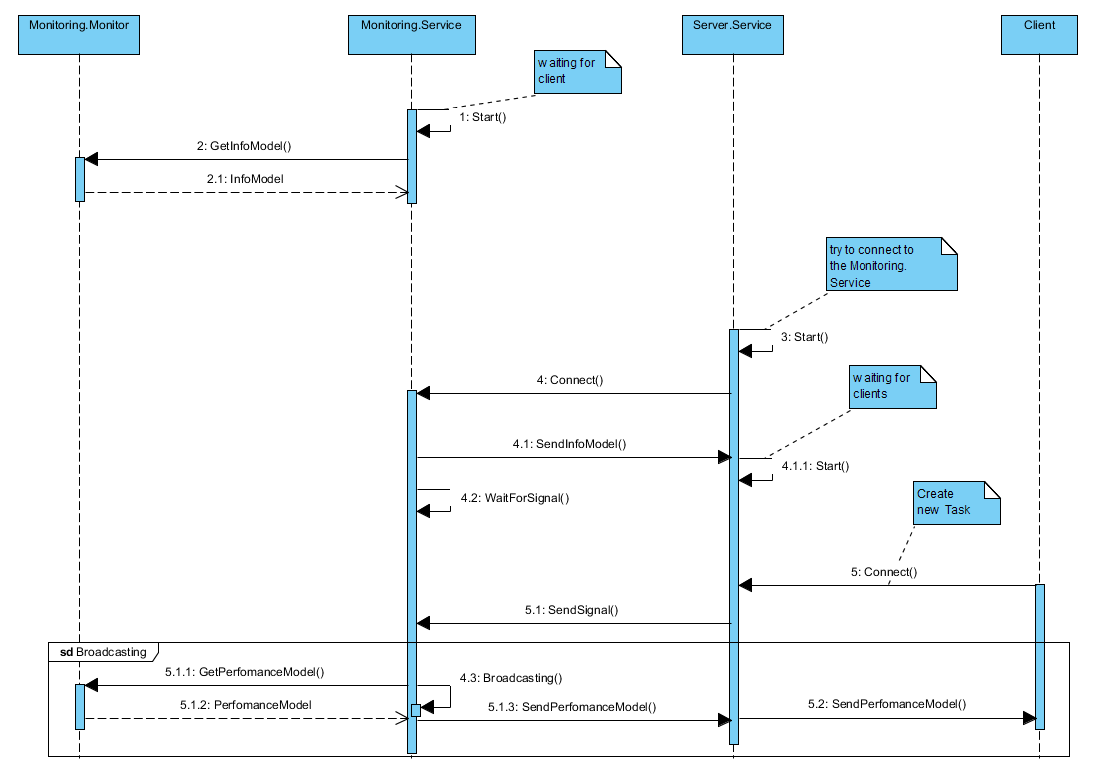 Monitoring.Monitor
Monitoring.Service
Server.Service
Client
waiting for
client
1: Start()
2: GetInfoModel()
2.1: InfoModel
try to connect to
the Monitoring.
Service
3: Start()
waiting for
clients
4: Connect()
4.1: SendInfoModel()
4.1.1: Start()
4.2: WaitForSignal()
Create
new Task
5: Connect()
5.1: SendSignal()
sd Broadcasting
5.1.1: GetPerfomanceModel()
4.3: Broadcasting()
5.1.2: PerfomanceModel
5.1.3: SendPerfomanceModel()
5.2: SendPerfomanceModel()